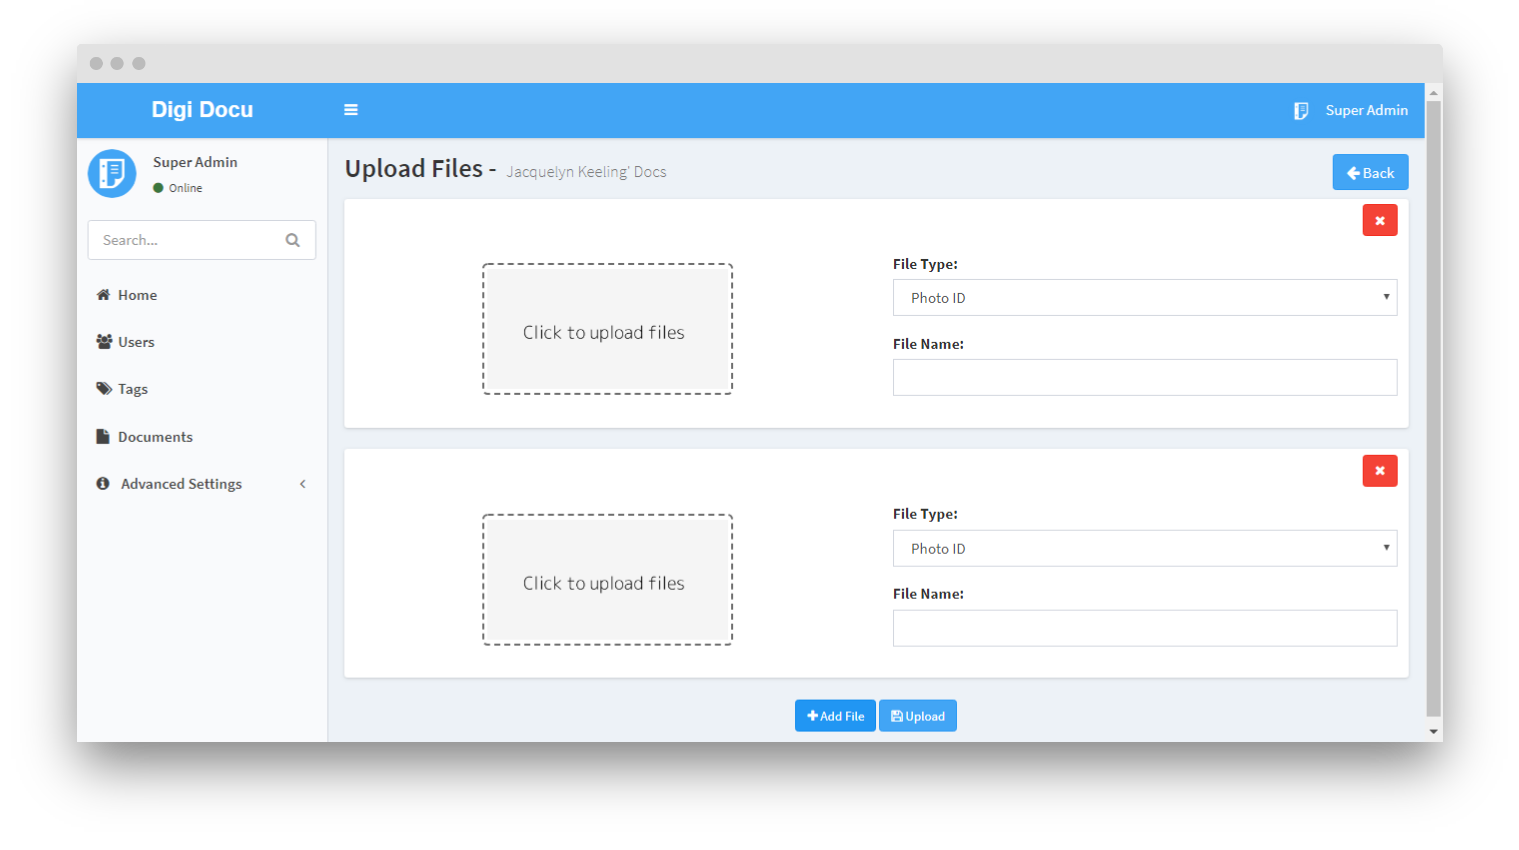 Digi Docu
Super Admin
Super Admin
Online
Search...
Home
Users
Tags
Documents
Advanced Settings
Upload Files - Jacquelyn Keeling' Docs
Back
Click to upload files
File Type:
Photo ID
File Name:
Click to upload files
File Type:
Photo ID
File Name:
Add File
Upload